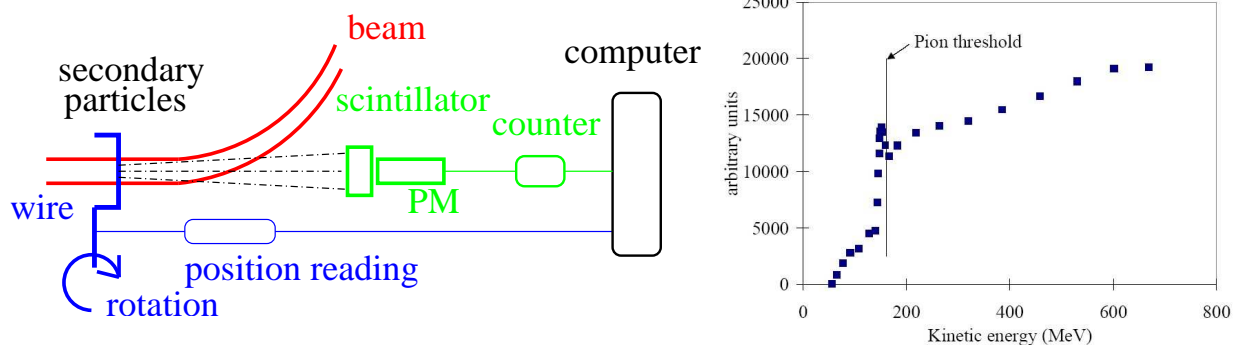 beam
computer
secondary
particles
scintillator
counter
wire
PM
position reading
rotation
25000
20000
15000
10000
5000
0
arbitrary units
Pion threshold
0
200
400
600
800
Kinetic energy (MeV)